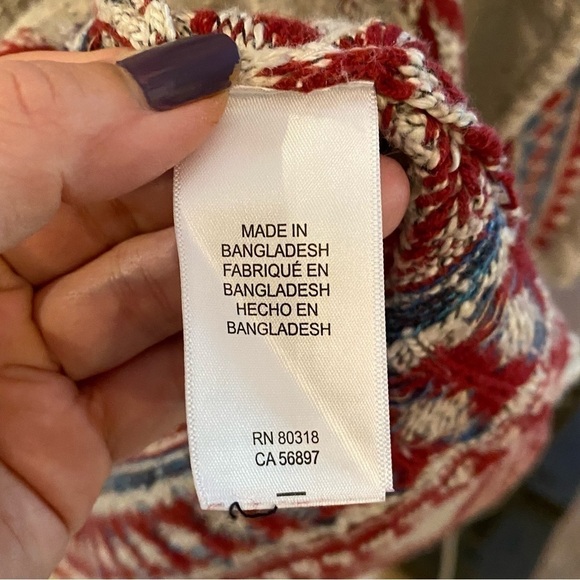 MADE IN
BANGLADESH
FABRIQUÉ EN
BANGLADESH
HECHO EN
BANGLADESH
RN 80318
CA 56897